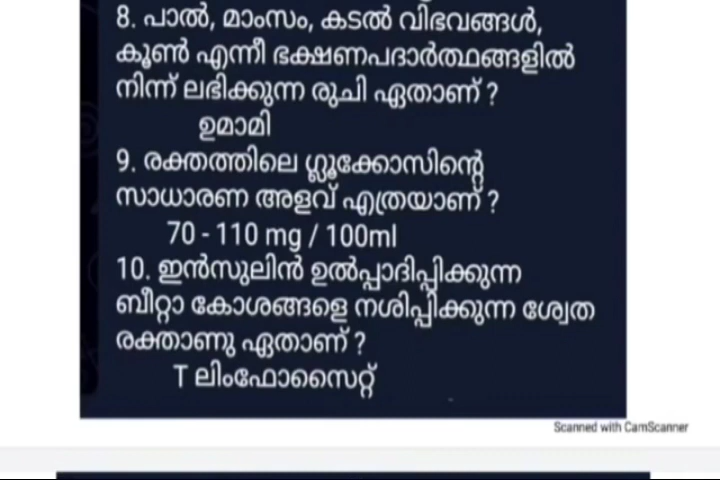 8. പാൽ, മാംസം, കടൽ വിഭവങ്ങൾ,
കൂൺ എന്നീ ഭക്ഷണപദാർത്ഥങ്ങളിൽ
നിന്ന് ലഭിക്കുന്ന രുചി ഏതാണ് ?
ഉമാമി
9. രക്തത്തിലെ ഗ്ലൂക്കോസിന്റെ
സാധാരണ അളവ് എത്രയാണ് ?
70 - 110 mg / 100ml
10. ഇൻസുലിൻ ഉൽപ്പാദിപ്പിക്കുന്ന
ബീറ്റാ കോശങ്ങളെ നശിപ്പിക്കുന്ന ശ്വേത
രക്താണു ഏതാണ് ?
T ലിംഫോസൈറ്റ്
Scanned with CamScanner